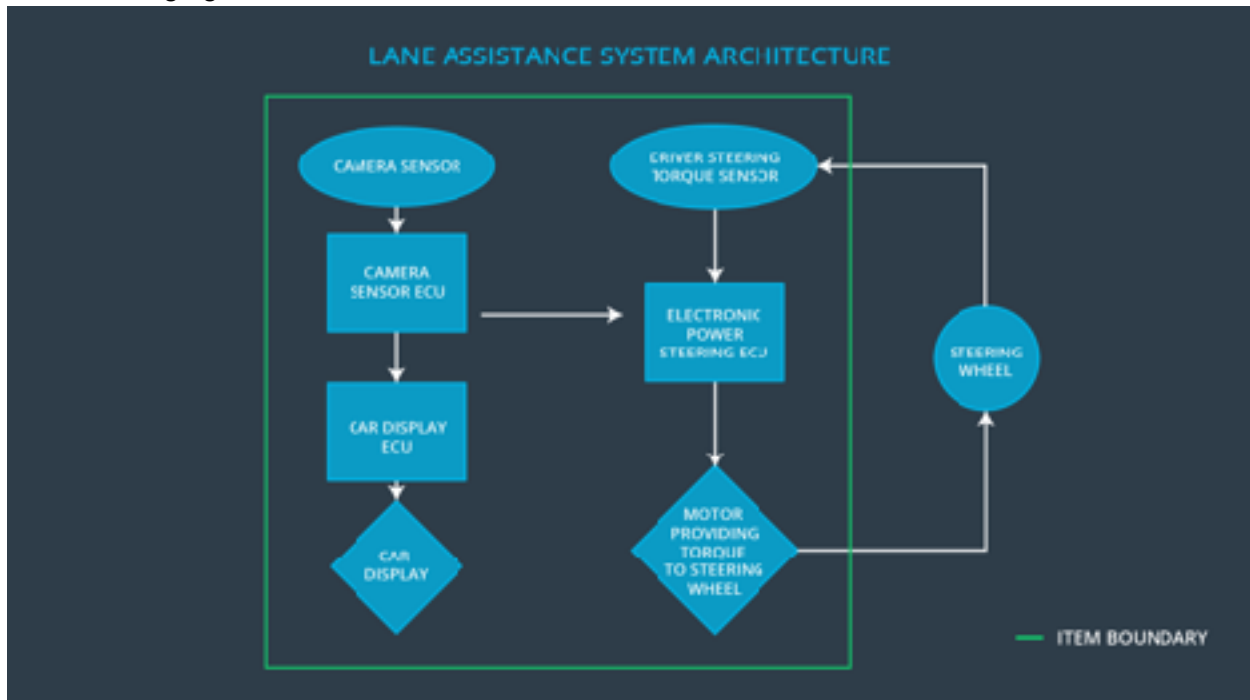 LANE ASSISTANCE SYSTEM ARCHITECTURE
CAMERA SENSOR
DRIVER STEERING
TORQUE SENSOR
CAMERA
SENSOR ECU
ELECTRONIC
POWER
STEERING ECU
STEERING
WHEEL
CAR DISPLAY
ECU
CAR
DISPLAY
MOTOR
PROVIDING
TORQUE
TO STEERING
WHEEL
ITEM BOUNDARY